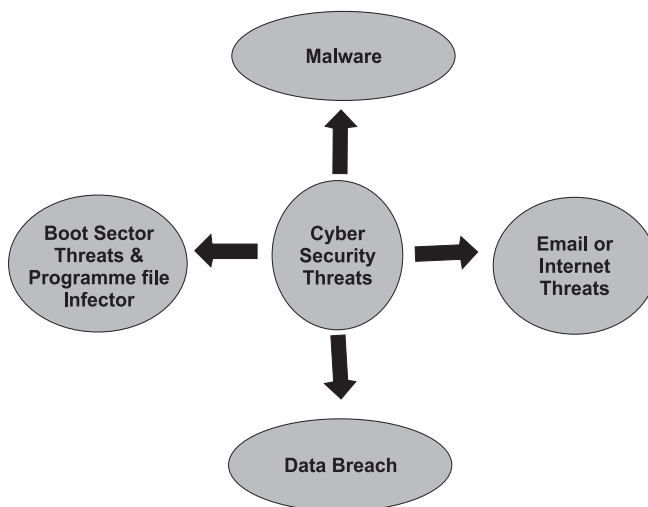 Malware
Boot Sector
Threats &
Programme file
Infector
Cyber
Security
Threats
Email or
Internet
Threats
Data Breach